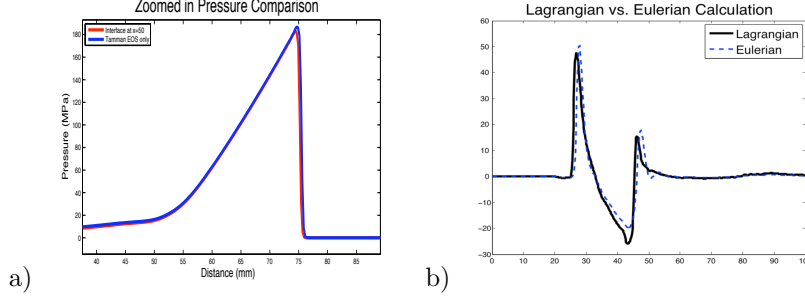 Zoomed in Pressure Comparison
Interface at x=50
Tamman EOS only
Pressure (MPa)
180
160
140
120
100
80
60
40
20
0
40 45 50 55 60 65 70 75 80 85
Distance (mm)
a)
Lagrangian vs. Eulerian Calculation
Lagrangian
Eulerian
60
50
40
30
20
10
0
−10
−20
−30
0 10 20 30 40 50 60 70 80 90 100
b)